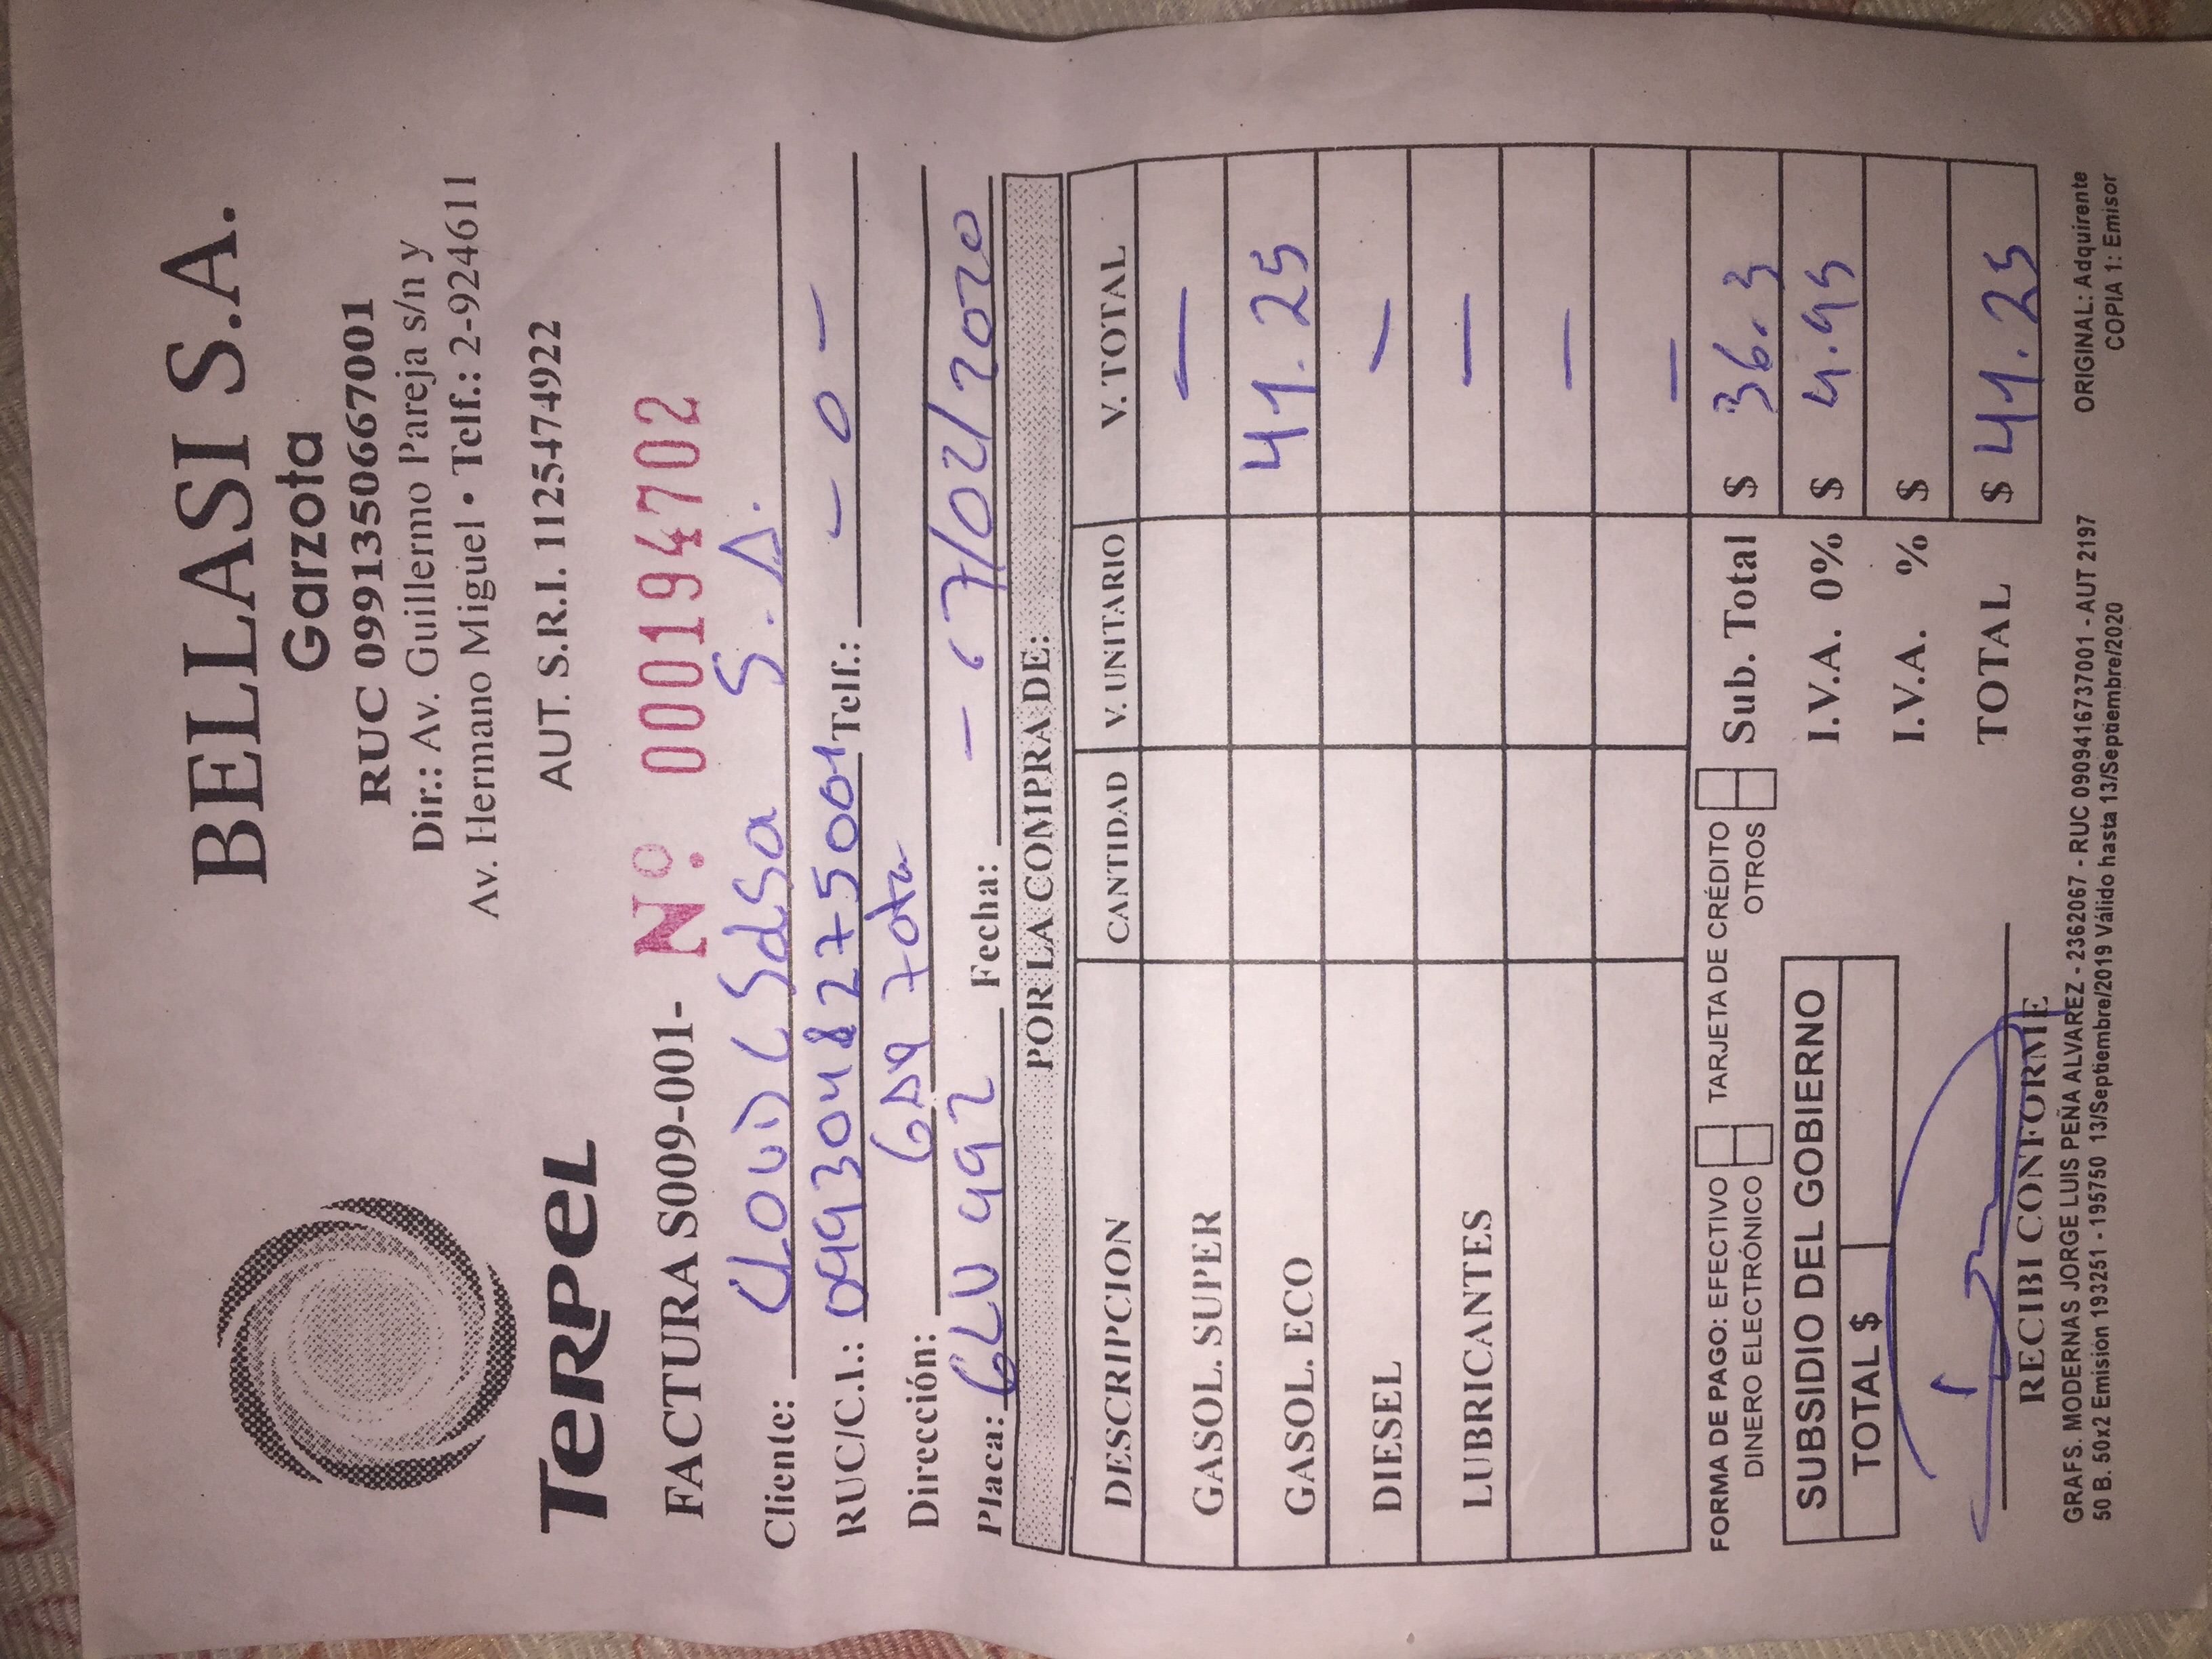 BELLASI S.A.
Garzota
RUC 0991350667001
Dir.: Av. Guillermo Pareja s/n y
Av. Hermano Miguel • Telf.: 2-924611
TERPEL
AUT. S.R.I. 1125474922
FACTURA S009-001- Nº 000194702
Cliente: S.A.
RUC/C.I.: 0993048275001 Telf.: - 0 -
Dirección: Garzota
Placa: GLU 992 Fecha: 7/02/2020
POR LA COMPRA DE:
DESCRIPCION CANTIDAD V. UNITARIO V. TOTAL
GASOL. SUPER —
GASOL. ECO 41.25
DIESEL —
LUBRICANTES —
—
—
FORMA DE PAGO: EFECTIVO TARJETA DE CRÉDITO
DINERO ELECTRÓNICO OTROS
Sub. Total $ 36.3
SUBSIDIO DEL GOBIERNO
I.V.A. 0% $ 4.95
TOTAL $
I.V.A. % $
TOTAL $ 41.25
RECIBI CONFORME
GRAFS. MODERNAS JORGE LUIS PEÑA ALVAREZ - 2362067 - RUC 0909416737001 - AUT 2197
50 B. 50x2 Emisión 193251 - 195750 13/Septiembre/2019 Válido hasta 13/Septiembre/2020
ORIGINAL: Adquirente
COPIA 1: Emisor